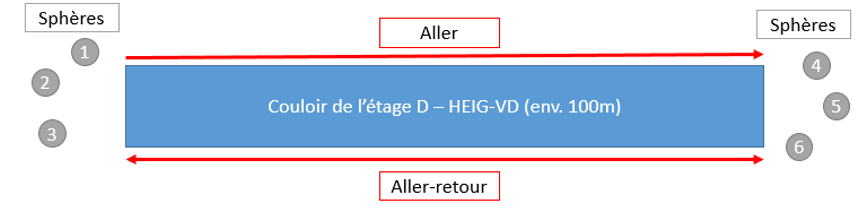 Sphères
Aller
Sphères
1
2
3
Couloir de l'étage D – HEIG-VD (env. 100m)
4
5
6
Aller-retour